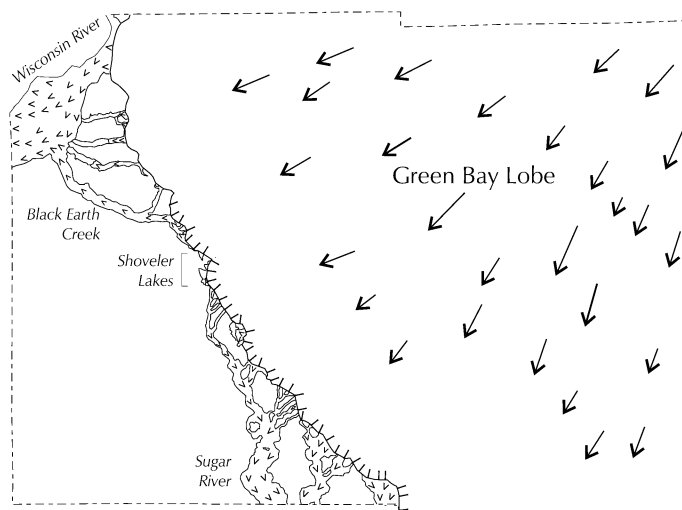 Wisconsin River
Green Bay Lobe
Black Earth
Creek
Shoveler
Lakes
Sugar
River